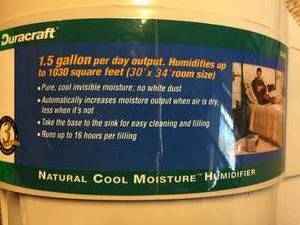 Duracraft
1.5 gallon per day output. Humidifies up
to 1030 square feet (30' x 34' room size)
• Pure, cool invisible moisture; no white dust
• Automatically increases moisture output when air is dry,
less when it's not
• Take the base to the sink for easy cleaning and filling
• Runs up to 16 hours per filling
3
NATURAL COOL MOISTURE™ HUMIDIFIER